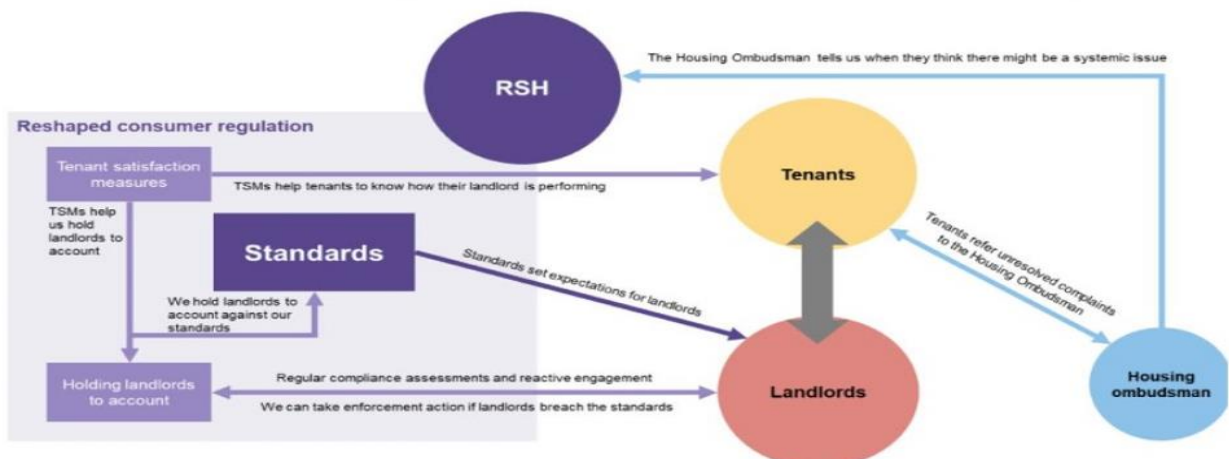 The Housing Ombudsman tells us when they think there might be a systemic issue
RSH
Reshaped consumer regulation
Tenant satisfaction
measures
TSMs help tenants to know how their landlord is performing
Tenants
TSMs help
us hold
landlords to
account
Standards
Standards set expectations for landlords
Tenants refer unresolved complaints
to the Housing Ombudsman
We hold landlords to
account against our
standards
Holding landlords
to account
Regular compliance assessments and reactive engagement
We can take enforcement action if landlords breach the standards
Landlords
Housing
ombudsman